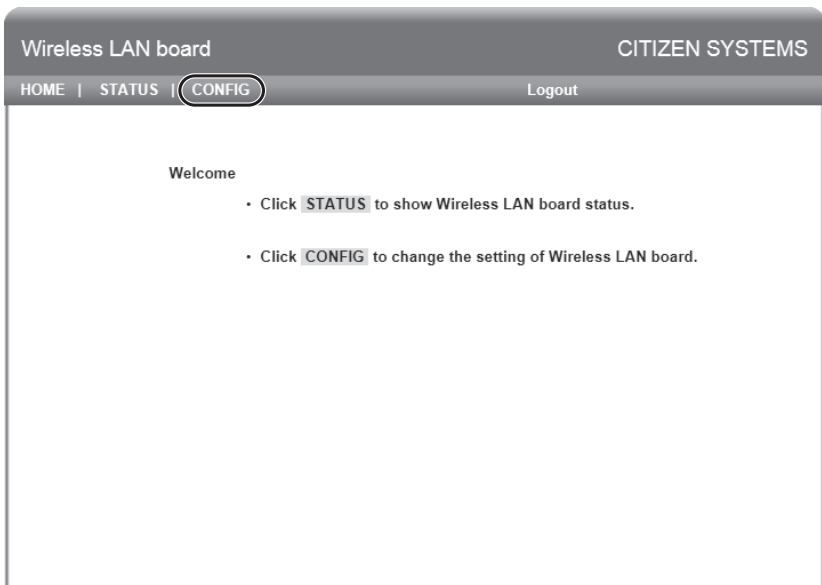 Wireless LAN board CITIZEN SYSTEMS
HOME | STATUS | CONFIG Logout
Welcome
• Click STATUS to show Wireless LAN board status.
• Click CONFIG to change the setting of Wireless LAN board.